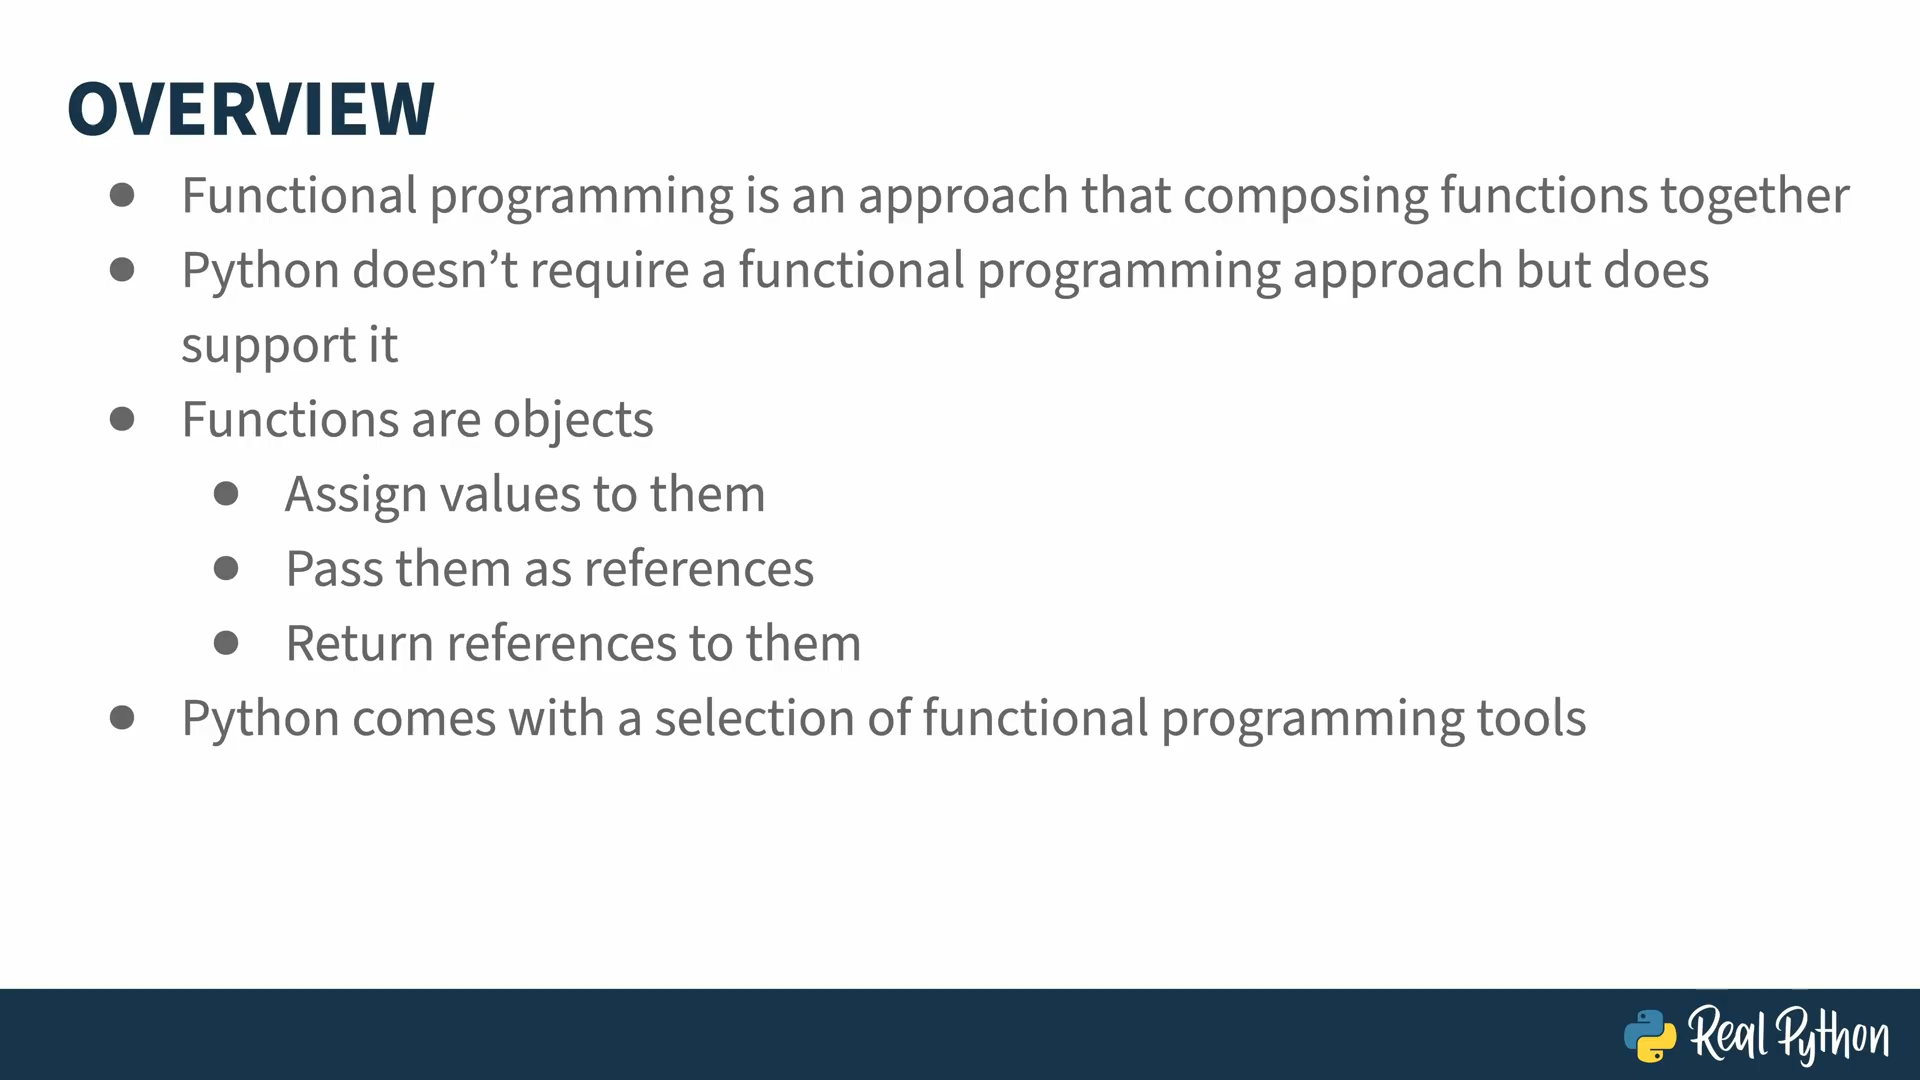 OVERVIEW
● Functional programming is an approach that composing functions together
● Python doesn’t require a functional programming approach but does
support it
● Functions are objects
● Assign values to them
● Pass them as references
● Return references to them
● Python comes with a selection of functional programming tools
Real Python